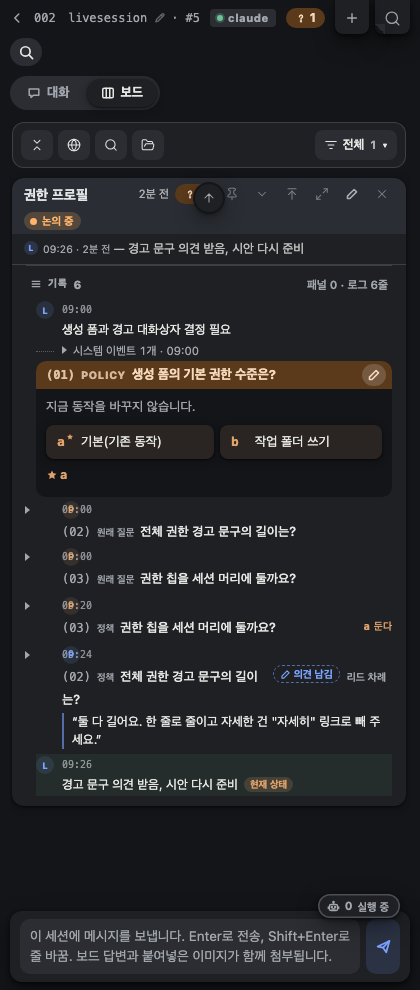 002 livesession · #5 claude ? 1 +
대화 보드
전체 1
권한 프로필 2분 전 ?
논의 중
L 09:26 · 2분 전 — 경고 문구 의견 받음, 시안 다시 준비
기록 6 패널 0 · 로그 6줄
L 09:00
생성 폼과 경고 대화상자 결정 필요
시스템 이벤트 1개 · 09:00
(01) POLICY 생성 폼의 기본 권한 수준은?
지금 동작을 바꾸지 않습니다.
a★ 기본(기존 동작) b 작업 폴더 쓰기
★ a
09:00
(02) 원래 질문 전체 권한 경고 문구의 길이는?
09:00
(03) 원래 질문 권한 칩을 세션 머리에 둘까요?
09:20
(03) 정책 권한 칩을 세션 머리에 둘까요? a 둔다
09:24
(02) 정책 전체 권한 경고 문구의 길이 의견 남김 리드 차례
는?
“둘 다 길어요. 한 줄로 줄이고 자세한 건 "자세히" 링크로 빼 주
세요.”
L 09:26
경고 문구 의견 받음, 시안 다시 준비 현재 상태
0 실행 중
이 세션에 메시지를 보냅니다. Enter로 전송, Shift+Enter로
줄 바꿈. 보드 답변과 붙여넣은 이미지가 함께 첨부됩니다.